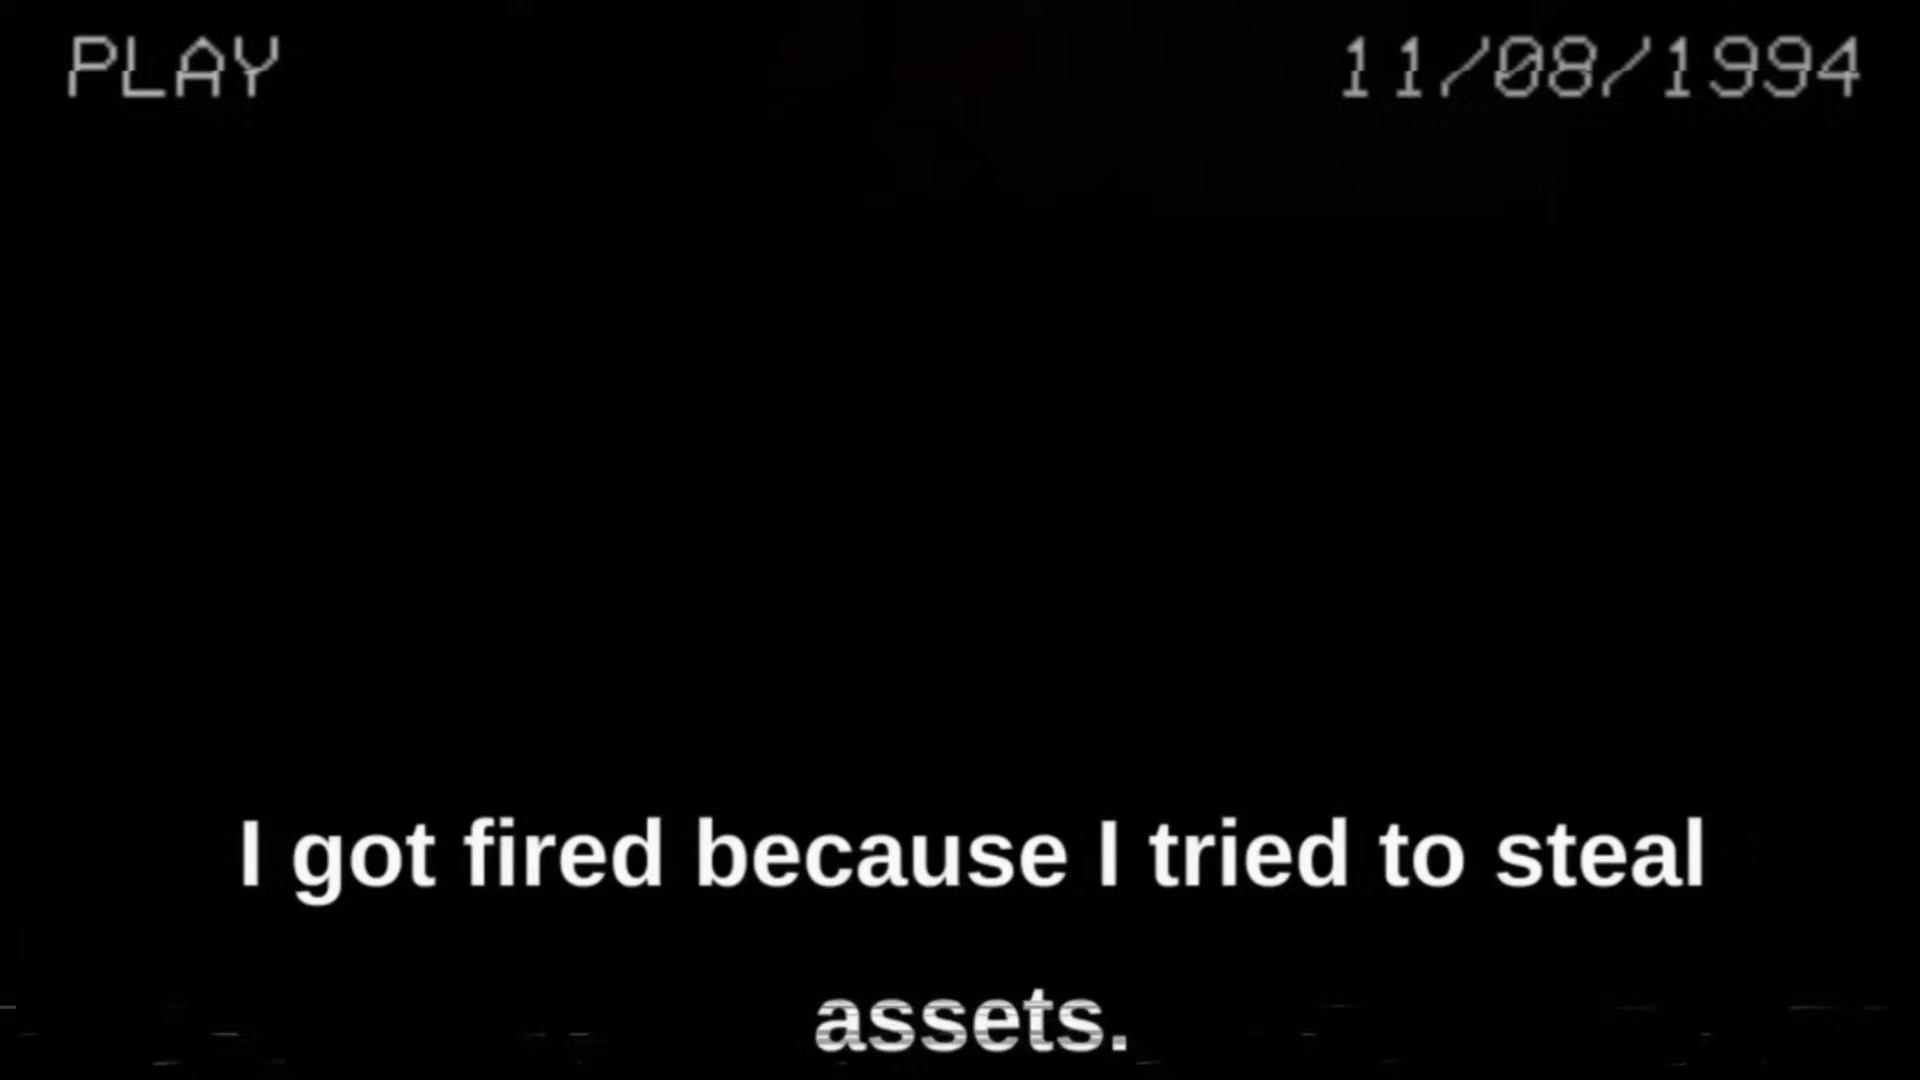 PLAY 11/08/1994
I got fired because I tried to steal
assets.